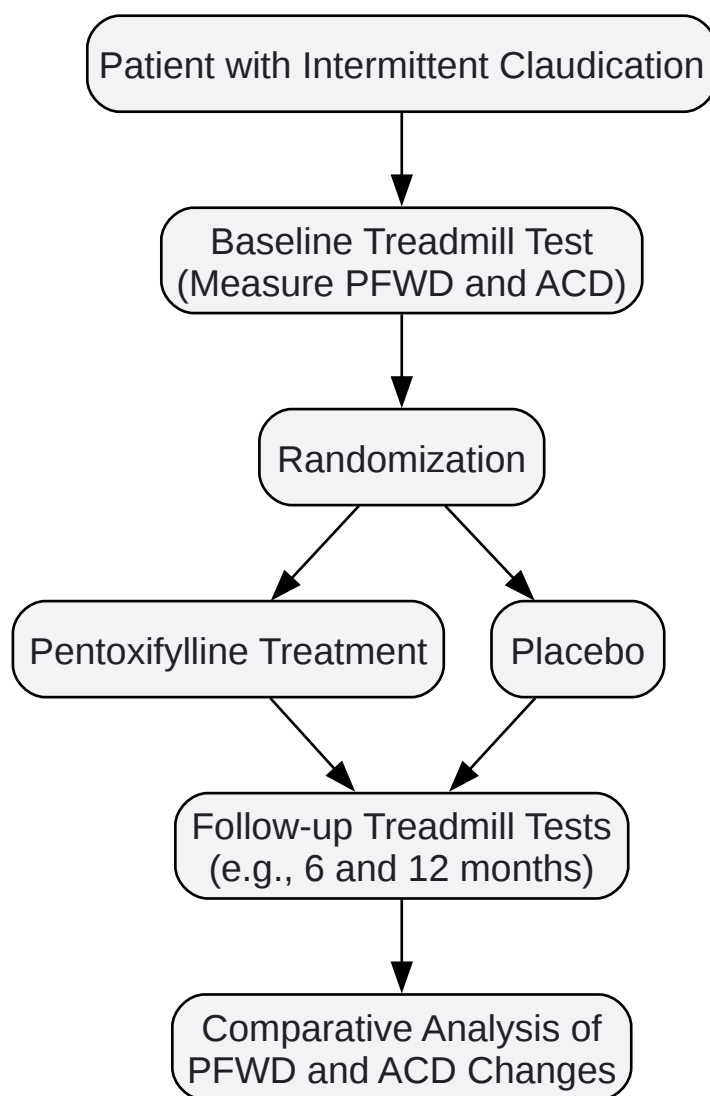 Patient with Intermittent Claudication
Baseline Treadmill Test
(Measure PFWD and ACD)
Randomization
Pentoxifylline Treatment
Placebo
Follow-up Treadmill Tests
(e.g., 6 and 12 months)
Comparative Analysis of
PFWD and ACD Changes